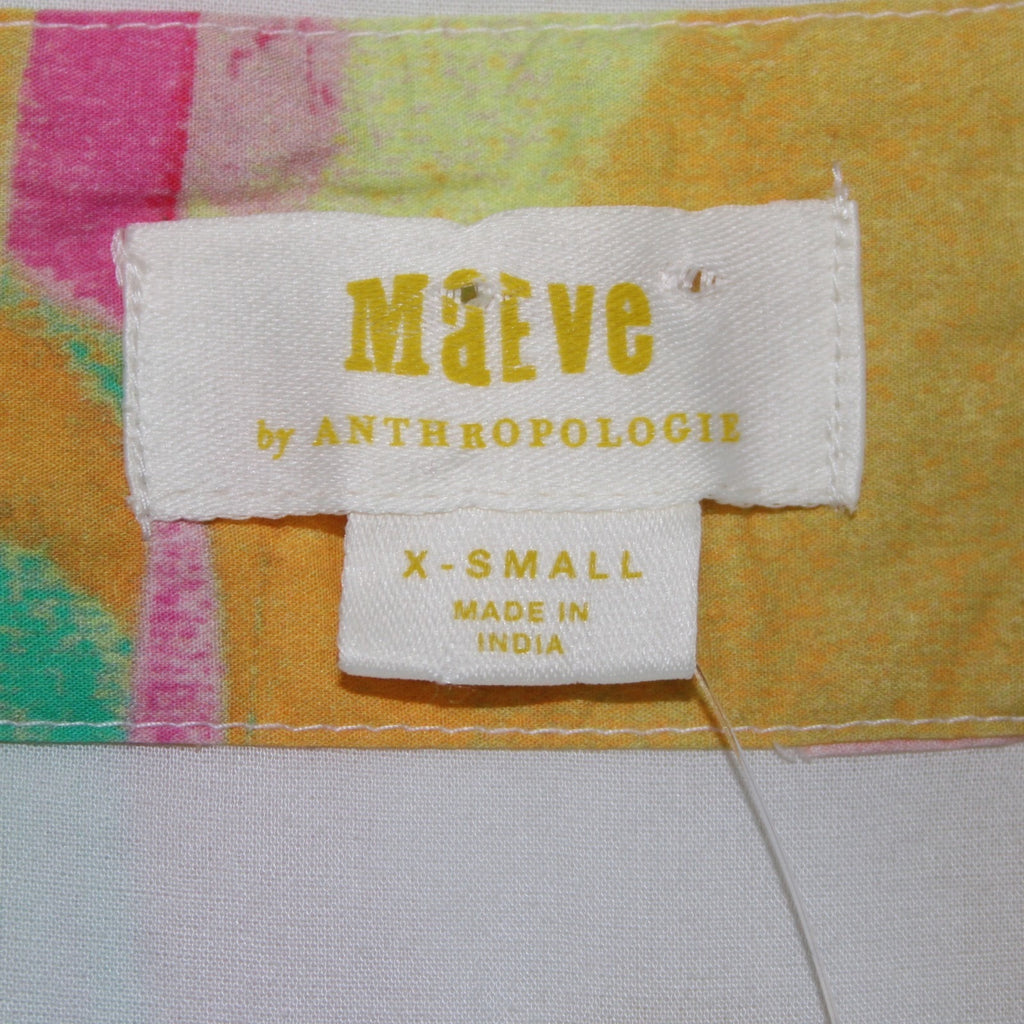 MaEve
by ANTHROPOLOGIE
X-SMALL
MADE IN
INDIA